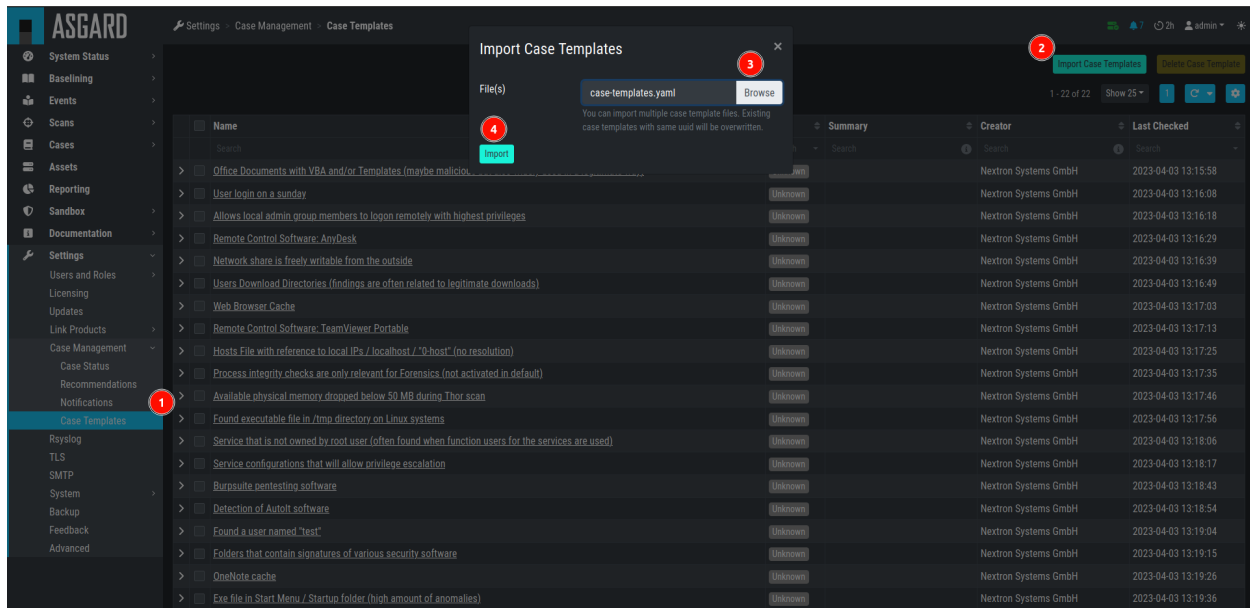 ASGARD
Settings > Case Management > Case Templates
7 2h admin
System Status
Baselining
Events
Scans
Cases
Assets
Reporting
Sandbox
Documentation
Settings
Users and Roles
Licensing
Updates
Link Products
Case Management
Case Status
Recommendations
Notifications
1
Case Templates
Rsyslog
TLS
SMTP
System
Backup
Feedback
Advanced
Import Case Templates
×
3
File(s)
case-templates.yaml Browse
You can import multiple case template files. Existing
case templates with same uuid will be overwritten.
4
Import
2
Import Case Templates Delete Case Template
1 - 22 of 22 Show 25 1
Name Summary Creator Last Checked
Search Search Search Search
Office Documents with VBA and/or Templates (maybe malicious Nextron Systems GmbH 2023-04-03 13:15:58
User login on a sunday Unknown Nextron Systems GmbH 2023-04-03 13:16:08
Allows local admin group members to logon remotely with highest privileges Unknown Nextron Systems GmbH 2023-04-03 13:16:18
Remote Control Software: AnyDesk Unknown Nextron Systems GmbH 2023-04-03 13:16:29
Network share is freely writable from the outside Unknown Nextron Systems GmbH 2023-04-03 13:16:39
Users Download Directories (findings are often related to legitimate downloads) Unknown Nextron Systems GmbH 2023-04-03 13:16:49
Web Browser Cache Unknown Nextron Systems GmbH 2023-04-03 13:17:03
Remote Control Software: TeamViewer Portable Unknown Nextron Systems GmbH 2023-04-03 13:17:13
Hosts File with reference to local IPs / localhost / "0-host" (no resolution) Unknown Nextron Systems GmbH 2023-04-03 13:17:25
Process integrity checks are only relevant for Forensics (not activated in default) Unknown Nextron Systems GmbH 2023-04-03 13:17:35
Available physical memory dropped below 50 MB during Thor scan Unknown Nextron Systems GmbH 2023-04-03 13:17:46
Found executable file in /tmp directory on Linux systems Unknown Nextron Systems GmbH 2023-04-03 13:17:56
Service that is not owned by root user (often found when function users for the services are used) Unknown Nextron Systems GmbH 2023-04-03 13:18:06
Service configurations that will allow privilege escalation Unknown Nextron Systems GmbH 2023-04-03 13:18:17
Burpsuite pentesting software Unknown Nextron Systems GmbH 2023-04-03 13:18:43
Detection of AutoIt software Unknown Nextron Systems GmbH 2023-04-03 13:18:54
Found a user named "test" Unknown Nextron Systems GmbH 2023-04-03 13:19:04
Folders that contain signatures of various security software Unknown Nextron Systems GmbH 2023-04-03 13:19:15
OneNote cache Unknown Nextron Systems GmbH 2023-04-03 13:19:26
Exe file in Start Menu / Startup folder (high amount of anomalies) Unknown Nextron Systems GmbH 2023-04-03 13:19:36